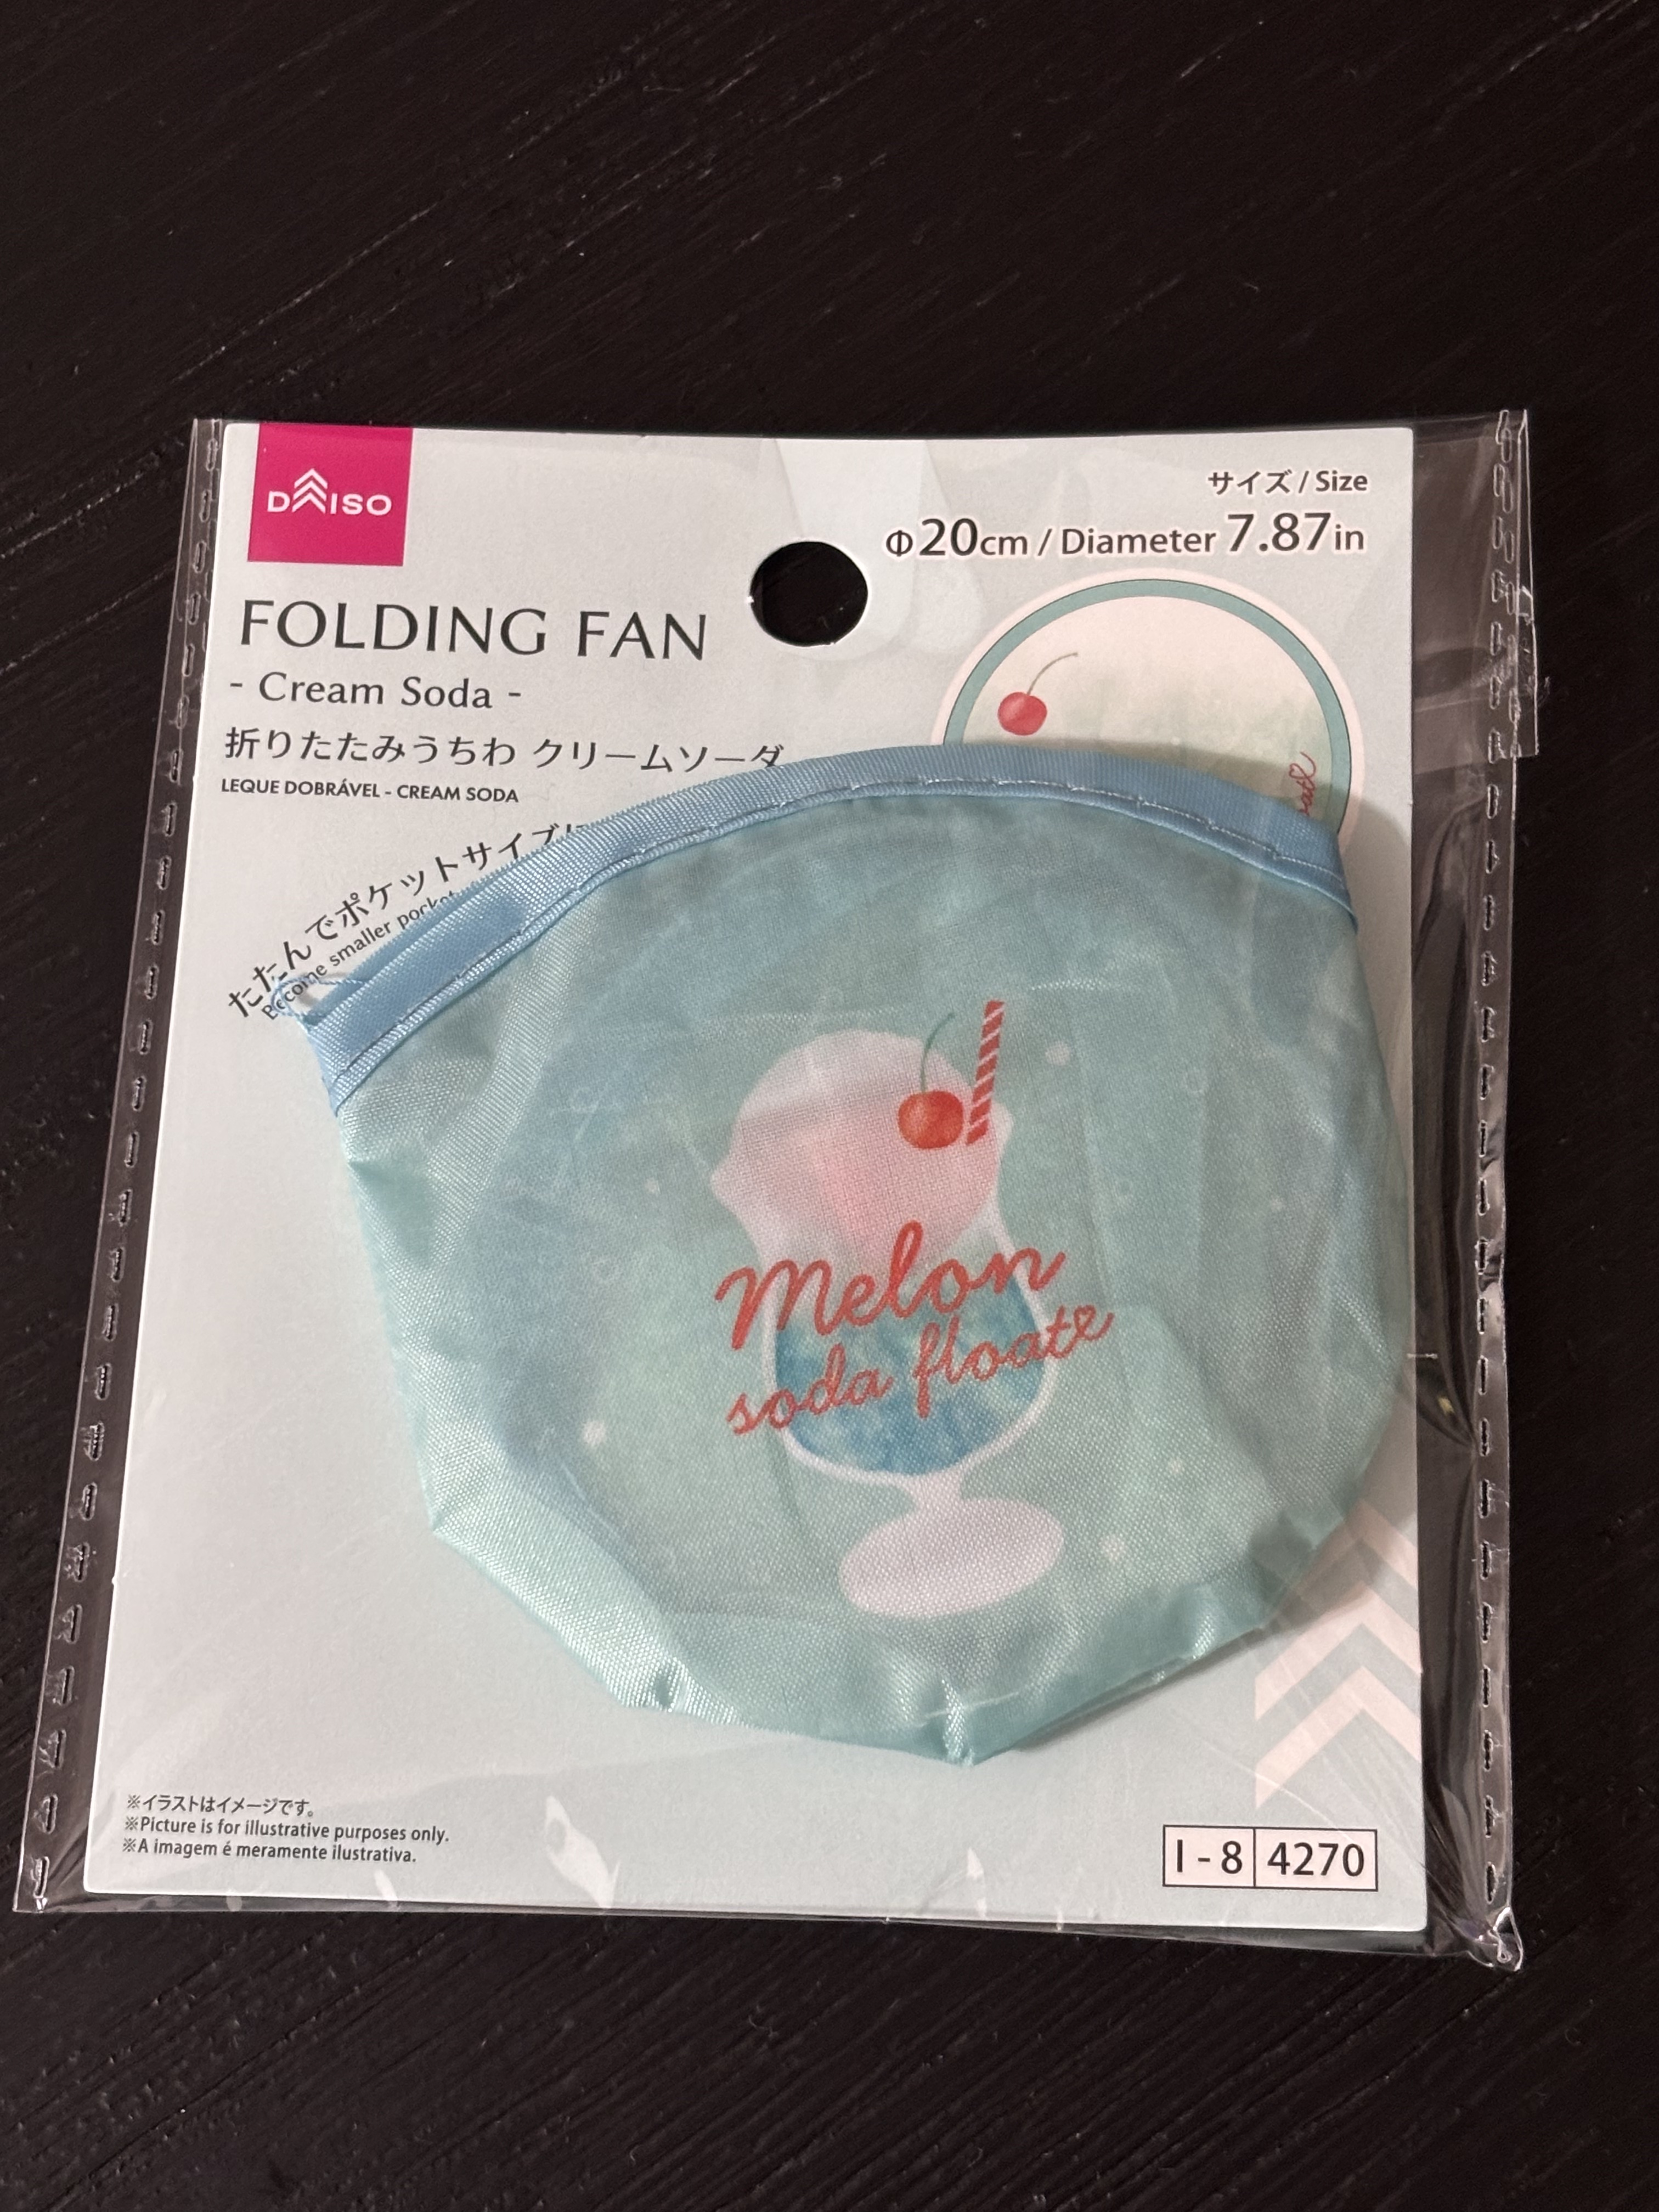 DAISO
サイズ / Size
Φ20cm / Diameter 7.87in
FOLDING FAN
- Cream Soda -
折りたたみうちわ クリームソーダ
LEQUE DOBRÁVEL - CREAM SODA
たたんでポケットサイズに
Become smaller
Melon
soda float
※イラストはイメージです。
※Picture is for illustrative purposes only.
※A imagem é meramente ilustrativa.
I - 8 4270